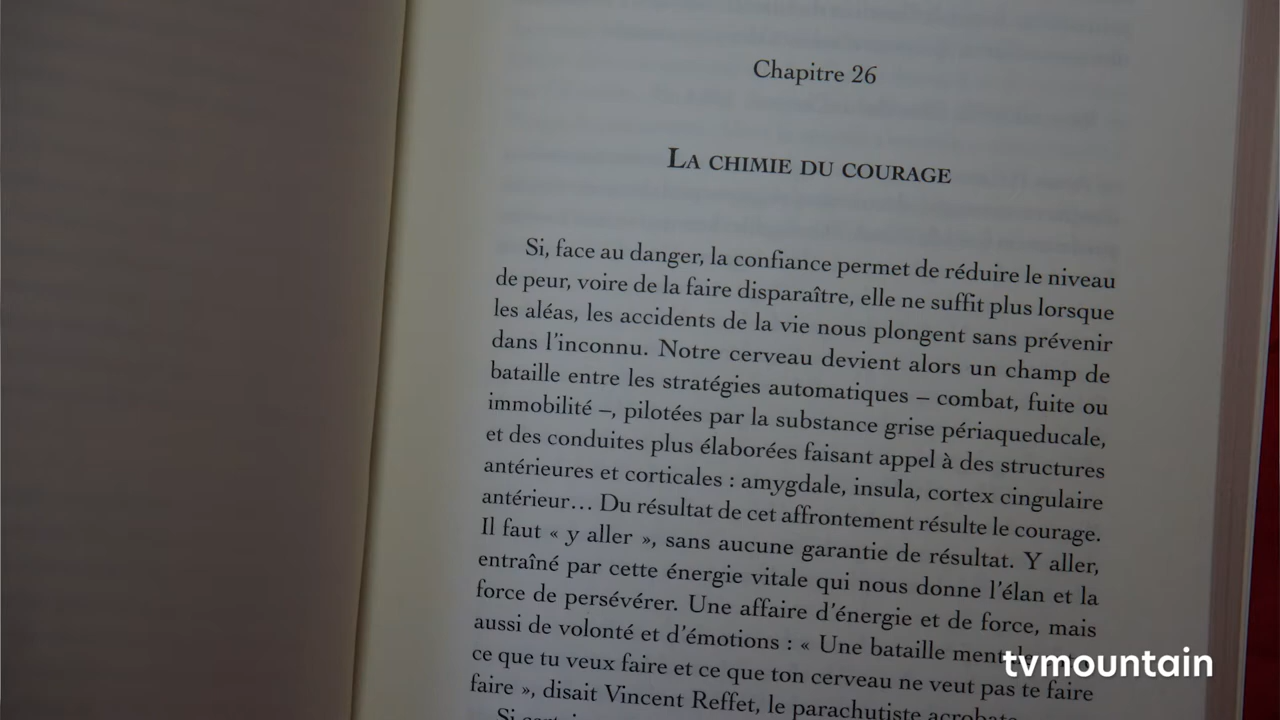 Chapitre 26
La chimie du courage
Si, face au danger, la confiance permet de réduire le niveau
de peur, voire de la faire disparaître, elle ne suffit plus lorsque
les aléas, les accidents de la vie nous plongent sans prévenir
dans l'inconnu. Notre cerveau devient alors un champ de
bataille entre les stratégies automatiques – combat, fuite ou
immobilité –, pilotées par la substance grise périaqueducale,
et des conduites plus élaborées faisant appel à des structures
antérieures et corticales : amygdale, insula, cortex cingulaire
antérieur… Du résultat de cet affrontement résulte le courage.
Il faut « y aller », sans aucune garantie de résultat. Y aller,
entraîné par cette énergie vitale qui nous donne l'élan et la
force de persévérer. Une affaire d'énergie et de force, mais
aussi de volonté et d'émotions : « Une bataille
ce que tu veux faire et ce que ton cerveau ne veut pas te faire
faire », disait Vincent Reffet, le parachutiste
Si
tvmountain